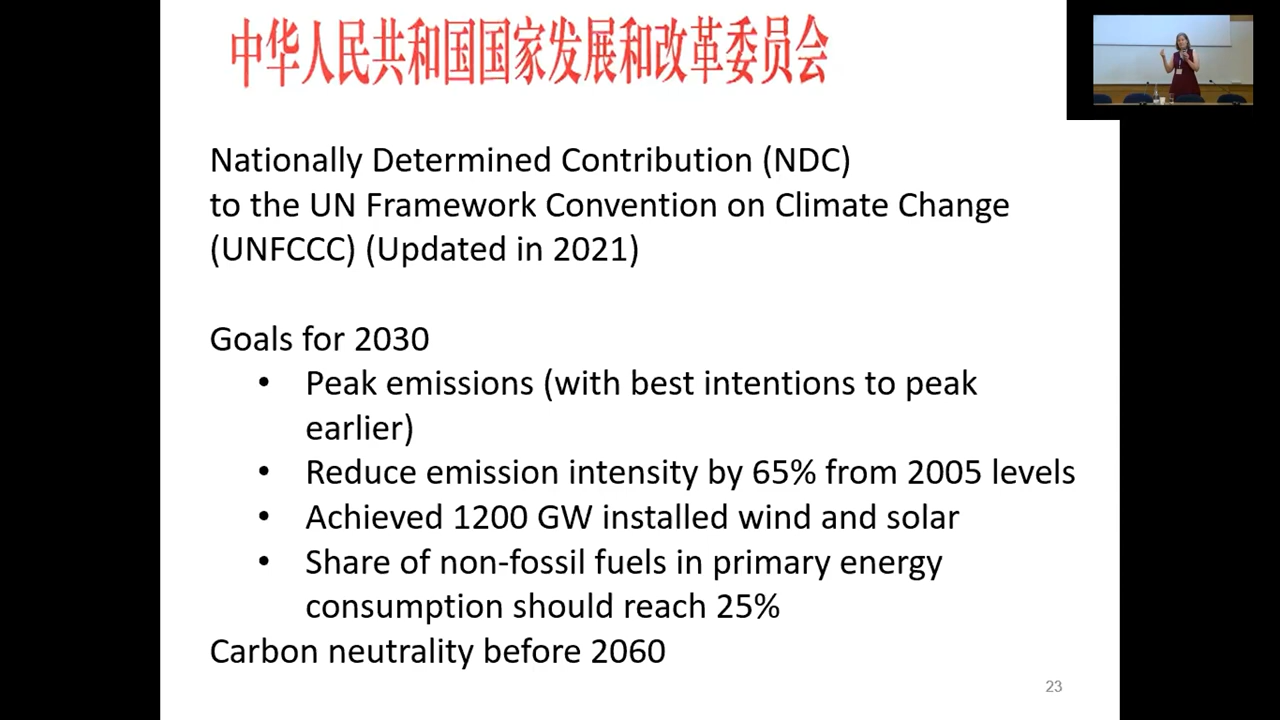 中华人民共和国国家发展和改革委员会
Nationally Determined Contribution (NDC)
to the UN Framework Convention on Climate Change
(UNFCCC) (Updated in 2021)
Goals for 2030
• Peak emissions (with best intentions to peak
earlier)
• Reduce emission intensity by 65% from 2005 levels
• Achieved 1200 GW installed wind and solar
• Share of non-fossil fuels in primary energy
consumption should reach 25%
Carbon neutrality before 2060
23